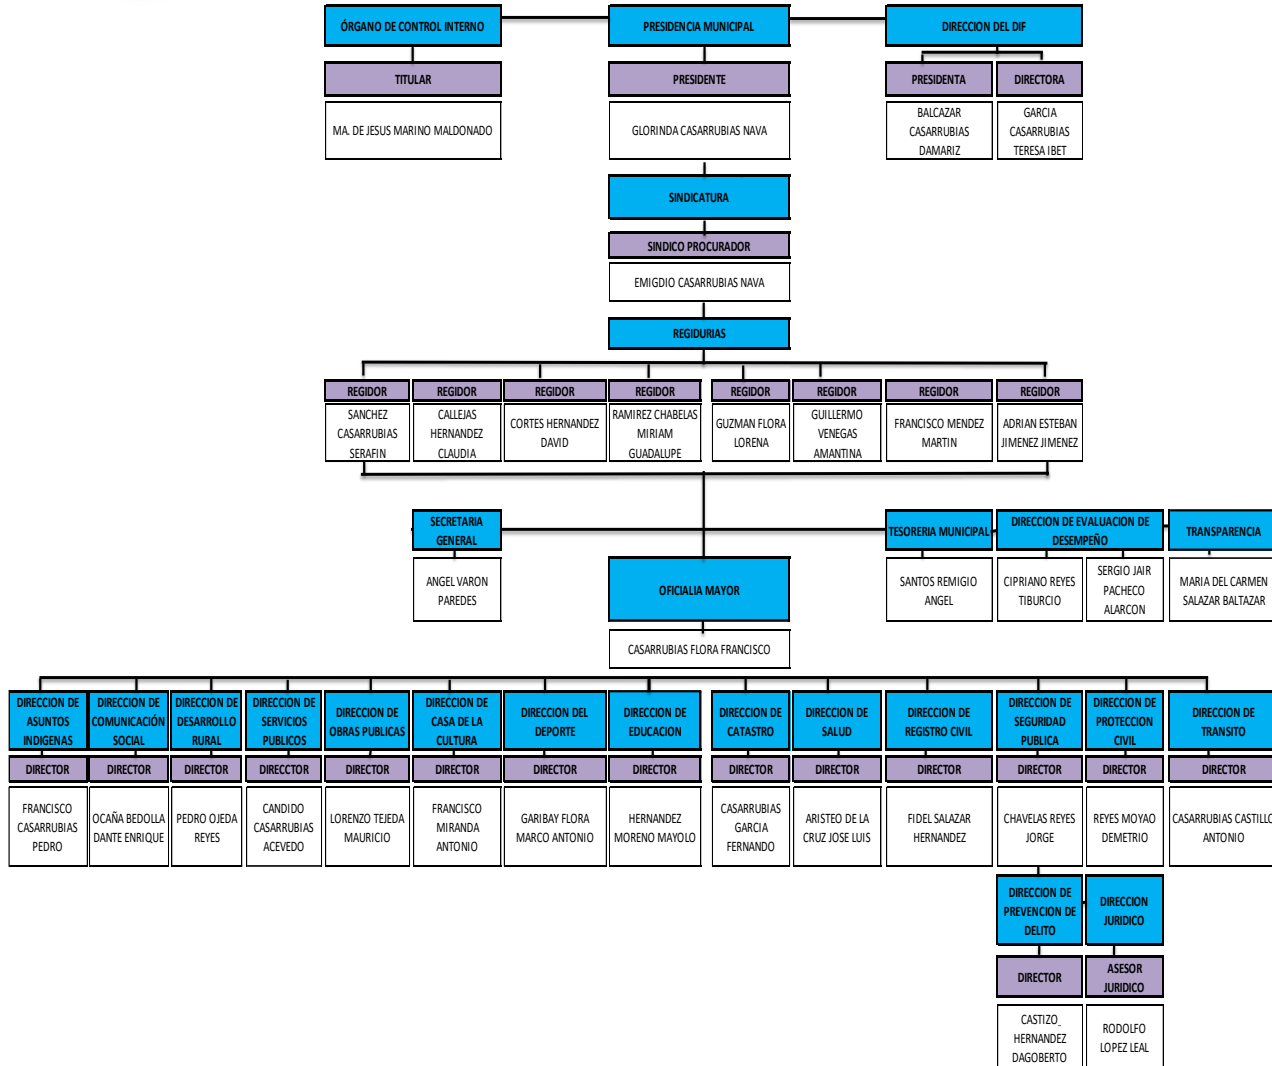 ÓRGANO DE CONTROL INTERNO
PRESIDENCIA MUNICIPAL
DIRECCION DEL DIF
TITULAR
PRESIDENTE
PRESIDENTA
DIRECTORA
MA. DE JESUS MARINO MALDONADO
GLORINDA CASARRUBIAS NAVA
BALCAZAR
CASARRUBIAS
DAMARIZ
GARCIA
CASARRUBIAS
TERESA IBET
SINDICATURA
SINDICO PROCURADOR
EMIGDIO CASARRUBIAS NAVA
REGIDURIAS
REGIDOR
REGIDOR
REGIDOR
REGIDOR
REGIDOR
REGIDOR
REGIDOR
REGIDOR
SANCHEZ
CASARRUBIAS
SERAFIN
CALLEJAS
HERNANDEZ
CLAUDIA
CORTES HERNANDEZ
DAVID
RAMIREZ CHABELAS
MIRIAM
GUADALUPE
GUZMAN FLORA
LORENA
GUILLERMO
VENEGAS
AMANTINA
FRANCISCO MENDEZ
MARTIN
ADRIAN ESTEBAN
JIMENEZ JIMENEZ
SECRETARIA
GENERAL
TESORERIA MUNICIPAL
DIRECCION DE EVALUACION DE
DESEMPEÑO
TRANSPARENCIA
ANGEL VARON
PAREDES
OFICIALIA MAYOR
SANTOS REMIGIO
ANGEL
CIPRIANO REYES
TIBURCIO
SERGIO JAIR
PACHECO
ALARCON
MARIA DEL CARMEN
SALAZAR BALTAZAR
CASARRUBIAS FLORA FRANCISCO
DIRECCION DE
ASUNTOS
INDIGENAS
DIRECCION DE
COMUNICACIÓN
SOCIAL
DIRECCION DE
DESARROLLO
RURAL
DIRECCION DE
SERVICIOS
PUBLICOS
DIRECCION DE
OBRAS PUBLICAS
DIRECCION DE
CASA DE LA
CULTURA
DIRECCION DEL
DEPORTE
DIRECCION DE
EDUCACION
DIRECCION DE
CATASTRO
DIRECCION DE
SALUD
DIRECCION DE
REGISTRO CIVIL
DIRECCION DE
SEGURIDAD
PUBLICA
DIRECCION DE
PROTECCION
CIVIL
DIRECCION DE
TRANSITO
DIRECTOR
DIRECTOR
DIRECTOR
DIRECCTOR
DIRECTOR
DIRECTOR
DIRECTOR
DIRECTOR
DIRECTOR
DIRECTOR
DIRECTOR
DIRECTOR
DIRECTOR
DIRECTOR
FRANCISCO
CASARRUBIAS
PEDRO
OCAÑA BEDOLLA
DANTE ENRIQUE
PEDRO OJEDA
REYES
CANDIDO
CASARRUBIAS
ACEVEDO
LORENZO TEJEDA
MAURICIO
FRANCISCO
MIRANDA
ANTONIO
GARIBAY FLORA
MARCO ANTONIO
HERNANDEZ
MORENO MAYOLO
CASARRUBIAS
GARCIA
FERNANDO
ARISTEO DE LA
CRUZ JOSE LUIS
FIDEL SALAZAR
HERNANDEZ
CHAVELAS REYES
JORGE
REYES MOYAO
DEMETRIO
CASARRUBIAS CASTILLO
ANTONIO
DIRECCION DE
PREVENCION DE
DELITO
DIRECCION
JURIDICO
DIRECTOR
ASESOR
JURIDICO
CASTIZO_
HERNANDEZ
DAGOBERTO
RODOLFO
LOPEZ LEAL